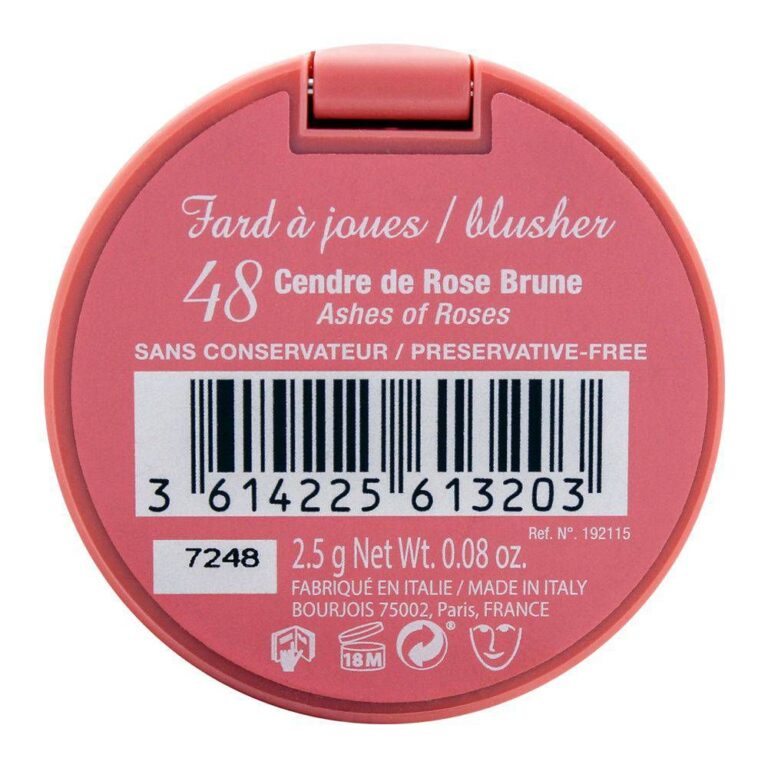 Fard à joues / blusher
48 Cendre de Rose Brune
Ashes of Roses
SANS CONSERVATEUR / PRESERVATIVE-FREE
3 614225 613203
Ref. N°. 192115
7248
2.5 g Net Wt. 0.08 oz.
FABRIQUÉ EN ITALIE / MADE IN ITALY
BOURJOIS 75002, Paris, FRANCE
18M
®